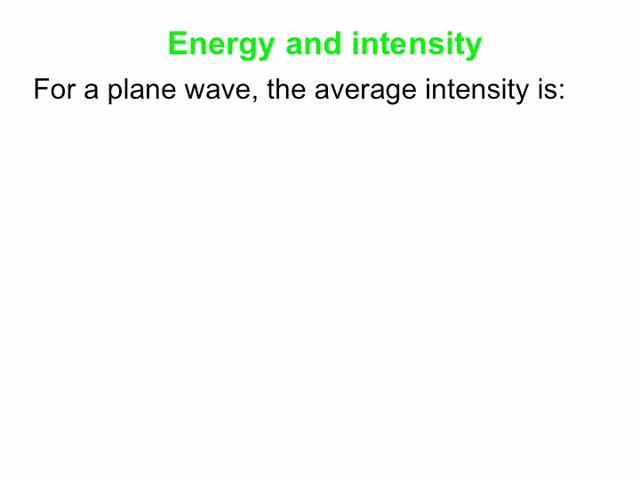 Energy and intensity
For a plane wave, the average intensity is: